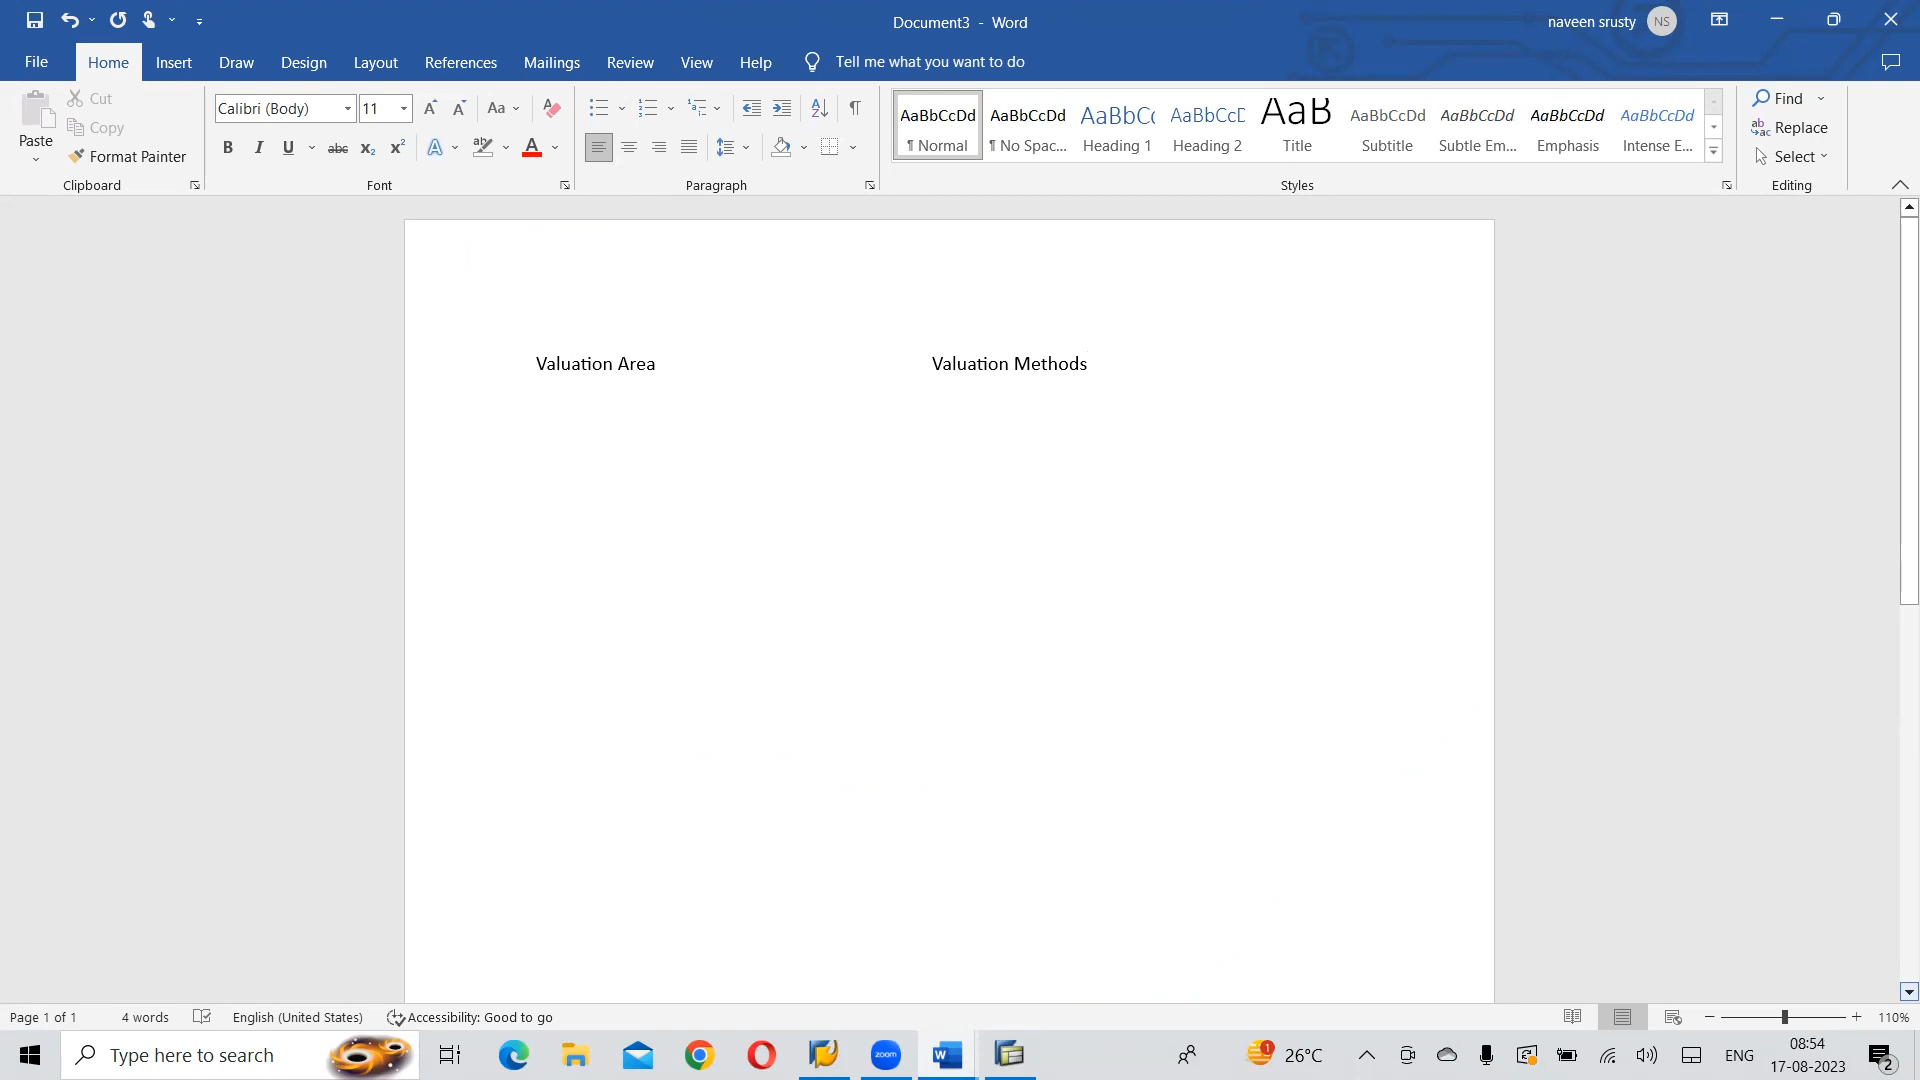 Document3 - Word
naveen srusty NS
File Home Insert Draw Design Layout References Mailings Review View Help Tell me what you want to do
Paste
Cut
Copy
Format Painter
Clipboard
Calibri (Body) 11
Font
Paragraph
AaBbCcDd AaBbCcDd AaBbCc AaBbCcD AaB AaBbCcDd AaBbCcDd AaBbCcDd AaBbCcDd
¶ Normal ¶ No Spac... Heading 1 Heading 2 Title Subtitle Subtle Em... Emphasis Intense E...
Styles
Find
Replace
Select
Editing
Valuation Area Valuation Methods
Page 1 of 1 4 words English (United States) Accessibility: Good to go 110%
Type here to search
zoom
1 26°C
ENG
08:54
17-08-2023
2